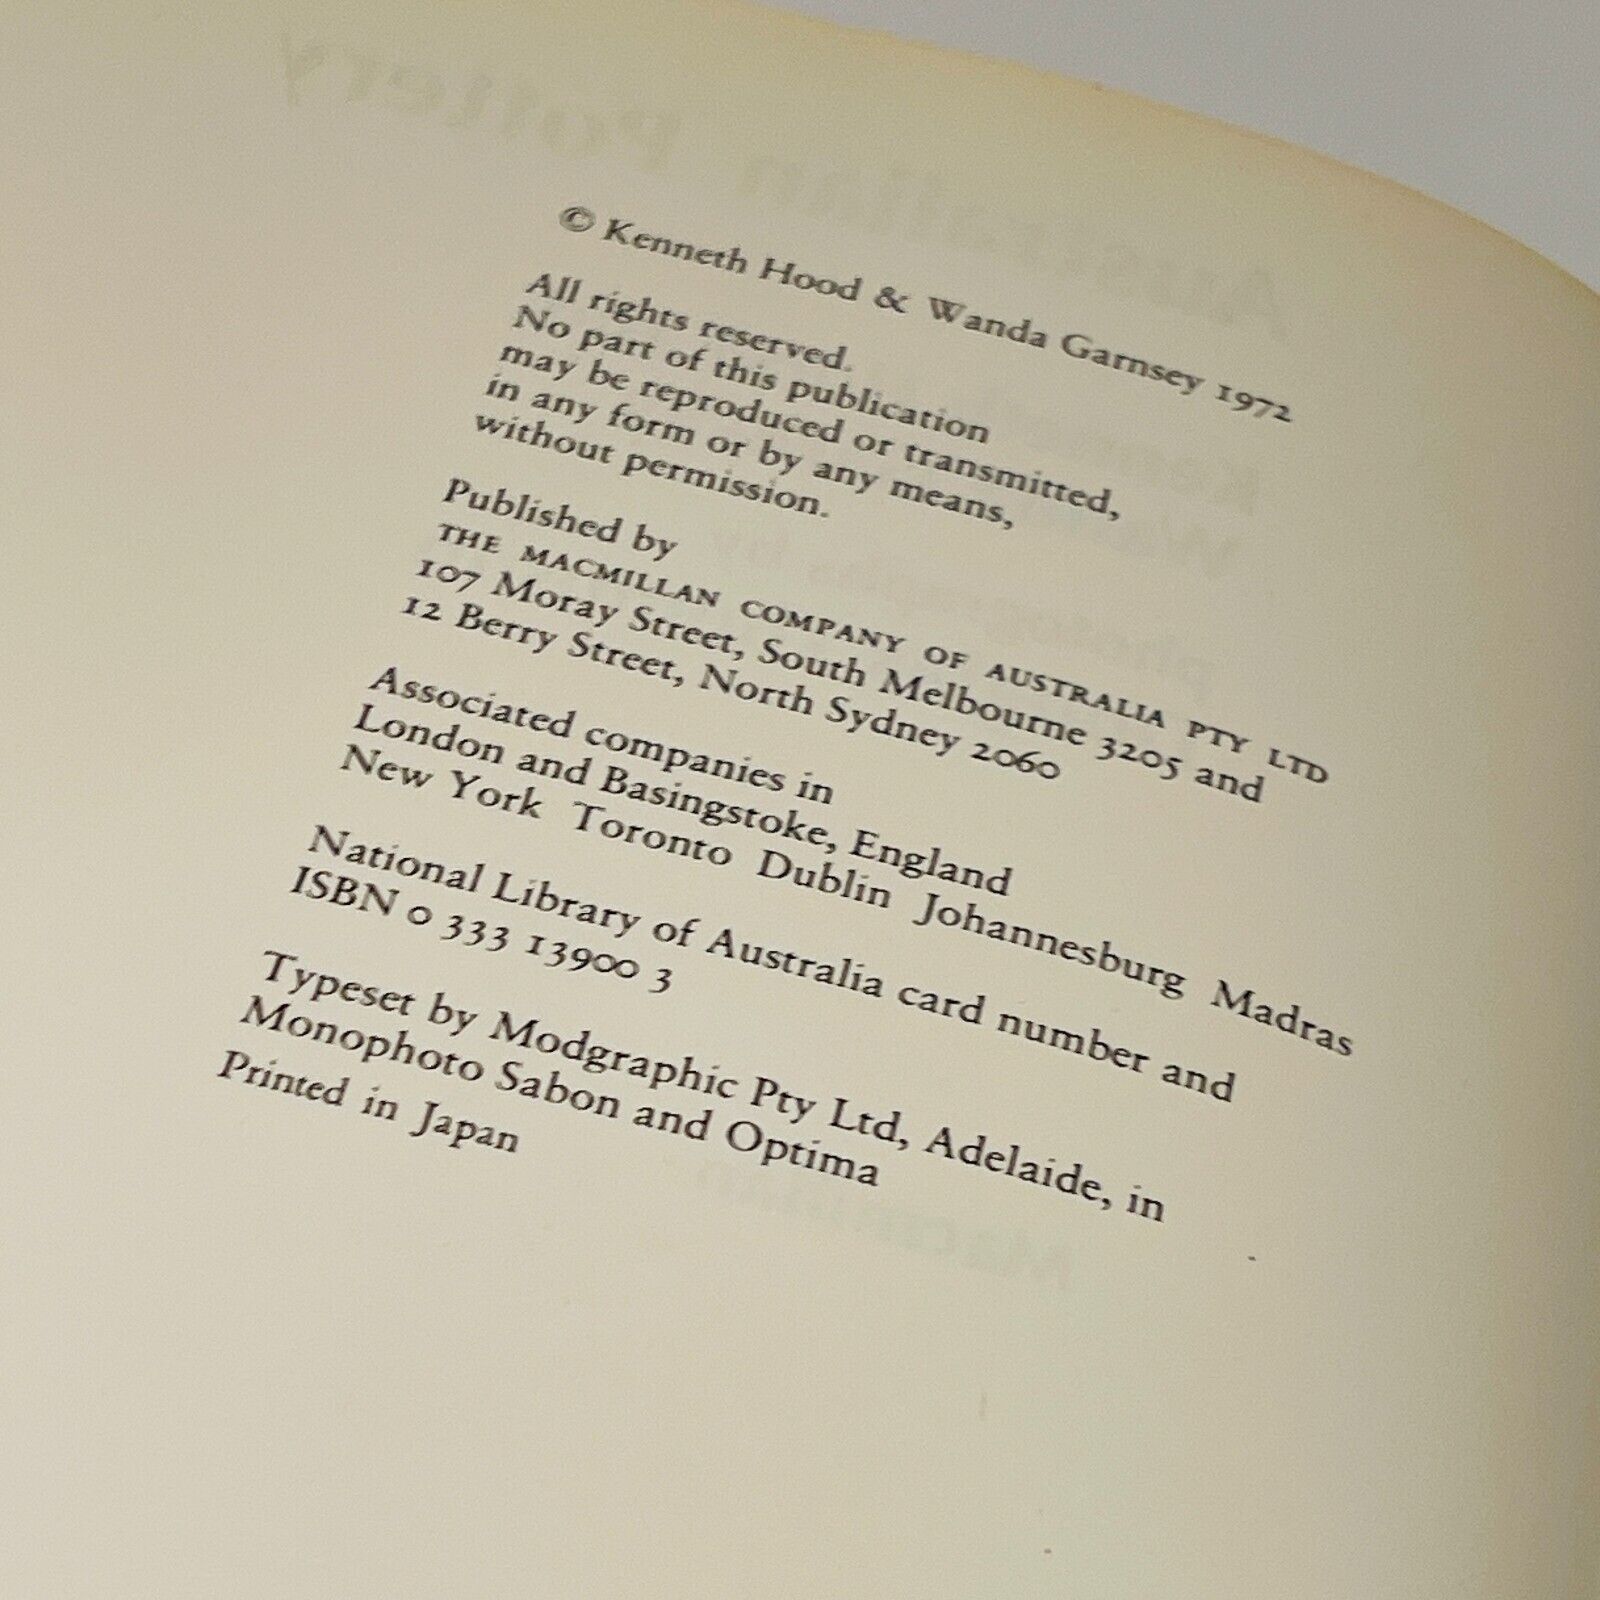 © Kenneth Hood & Wanda Garnsey 1972
All rights reserved.
No part of this publication
may be reproduced or transmitted,
in any form or by any means,
without permission.
Published by
THE MACMILLAN COMPANY OF AUSTRALIA PTY LTD
107 Moray Street, South Melbourne 3205 and
12 Berry Street, North Sydney 2060
Associated companies in
London and Basingstoke, England
New York Toronto Dublin Johannesburg Madras
National Library of Australia card number and
ISBN 0 333 13900 3
Typeset by Modgraphic Pty Ltd, Adelaide, in
Monophoto Sabon and Optima
Printed in Japan